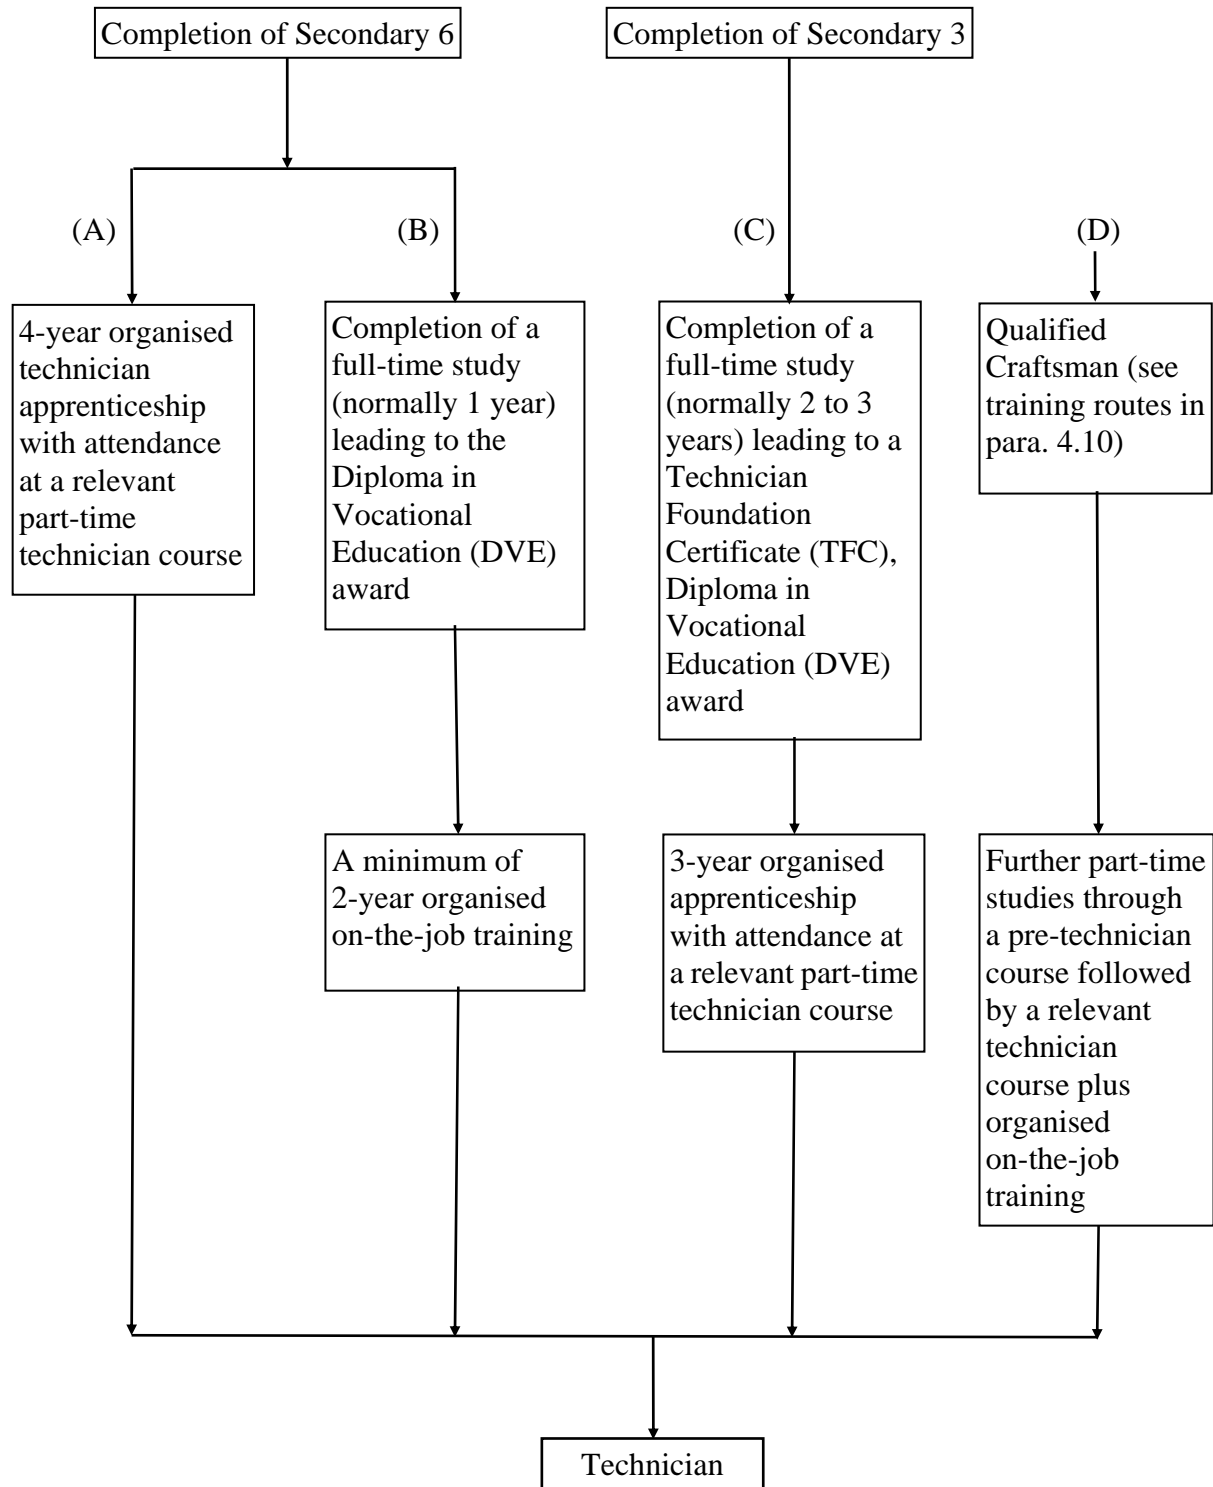 Completion of Secondary 6
Completion of Secondary 3
(A)
(B)
(C)
(D)
4-year organised
technician
apprenticeship
with attendance
at a relevant
part-time
technician course
Completion of a
full-time study
(normally 1 year)
leading to the
Diploma in
Vocational
Education (DVE)
award
Completion of a
full-time study
(normally 2 to 3
years) leading to a
Technician
Foundation
Certificate (TFC),
Diploma in
Vocational
Education (DVE)
award
Qualified
Craftsman (see
training routes in
para. 4.10)
A minimum of
2-year organised
on-the-job training
3-year organised
apprenticeship
with attendance at
a relevant part-time
technician course
Further part-time
studies through
a pre-technician
course followed
by a relevant
technician
course plus
organised
on-the-job
training
Technician